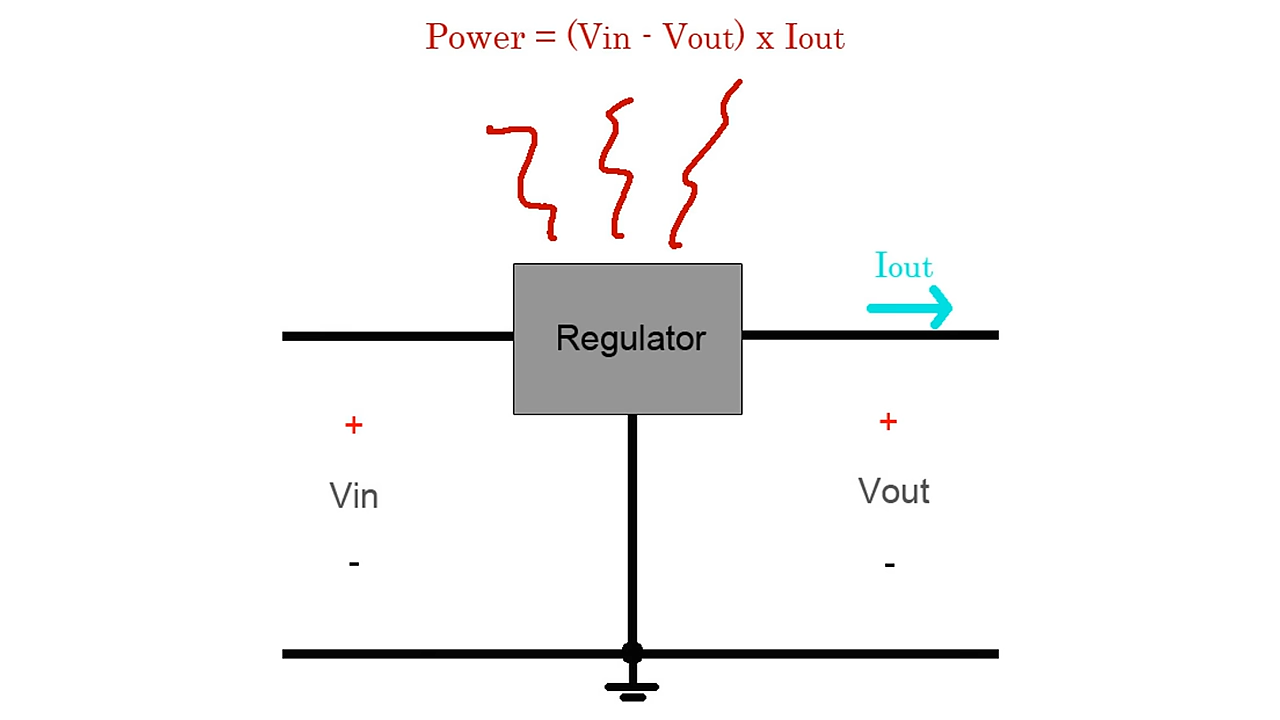 Power = (Vin - Vout) x Iout
Iout
Regulator
+
+
Vin
Vout
-
-